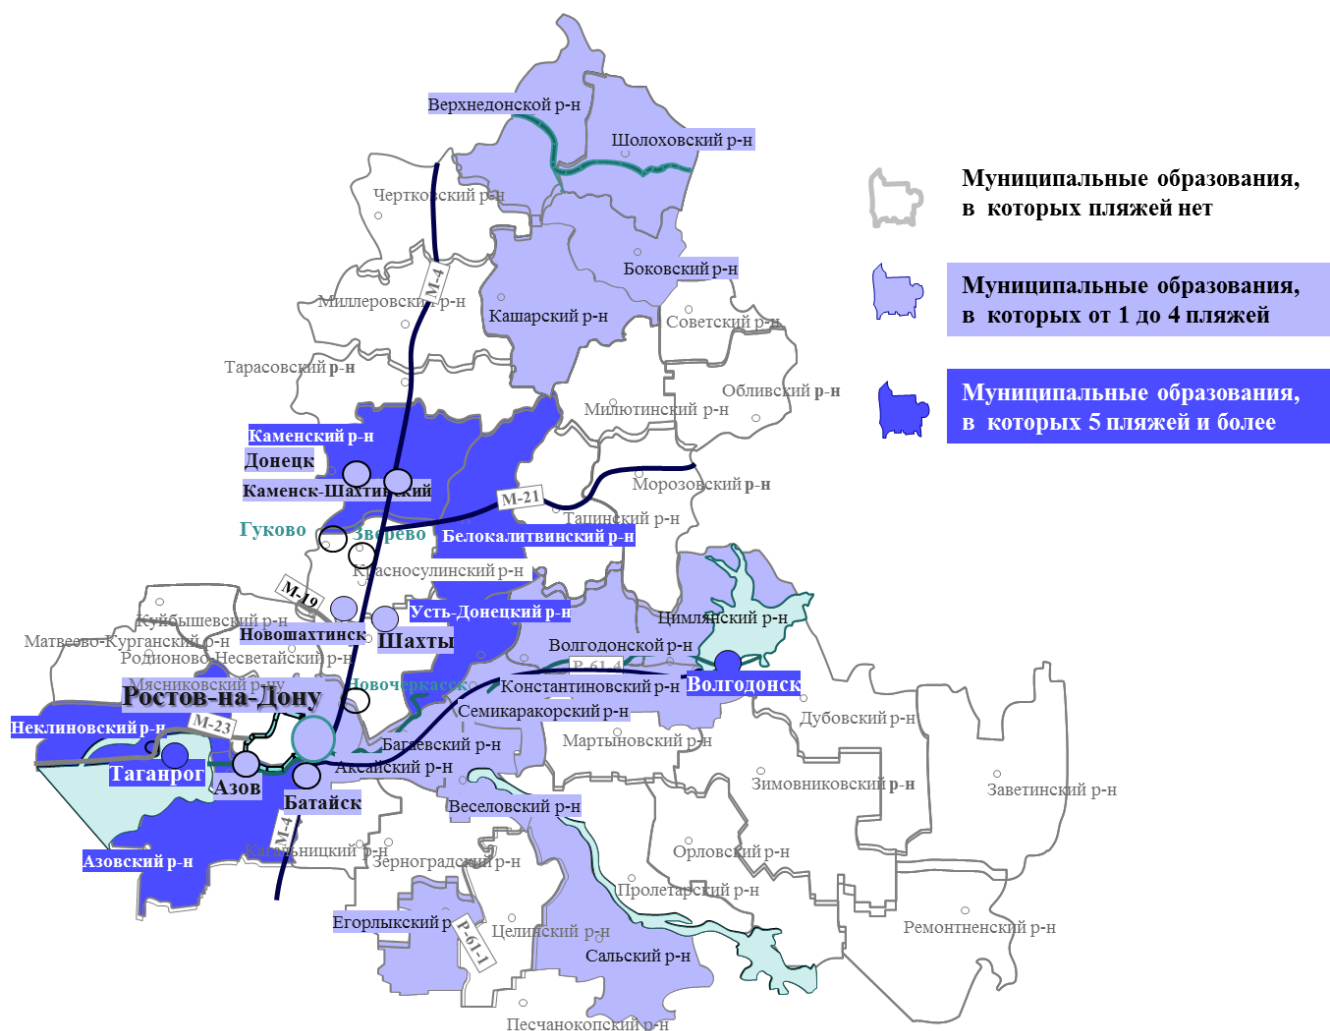 Верхнедонской р-н
Шолоховский р-н
Муниципальные образования,
в которых пляжей нет
Чертковский р-н
Боковский р-н
М-4
Миллеровский р-н
Кашарский р-н
Советский р-н
Муниципальные образования,
в которых от 1 до 4 пляжей
Тарасовский р-н
Обливский р-н
Милютинский р-н
Муниципальные образования,
в которых 5 пляжей и более
Каменский р-н
Донецк
Каменск-Шахтинский
Морозовский р-н
М-21
Тацинский р-н
Гуково
Зверево
Белокалитвинский р-н
Красносулинский р-н
М-19
Куйбышевский р-н
Усть-Донецкий р-н
Цимлянский р-н
Матвеево-Курганский р-н
Новошахтинск
Шахты
Волгодонской р-н
Родионово-Несветайский р-н
Р-61-4
Мясниковский р-н
Новочеркасск
Константиновский р-н
Волгодонск
Ростов-на-Дону
Семикаракорский р-н
Дубовский р-н
Неклиновский р-н
М-23
Багаевский р-н
Мартыновский р-н
Таганрог
Аксайский р-н
Азов
Зимовниковский р-н
Заветинский р-н
Батайск
Веселовский р-н
М-4
Азовский р-н
Кагальницкий р-н
Зерноградский р-н
Орловский р-н
Пролетарский р-н
Егорлыкский р
Р-61-1
Целинский р-н
Ремонтненский р-н
Сальский р-н
Песчанокопский р-н